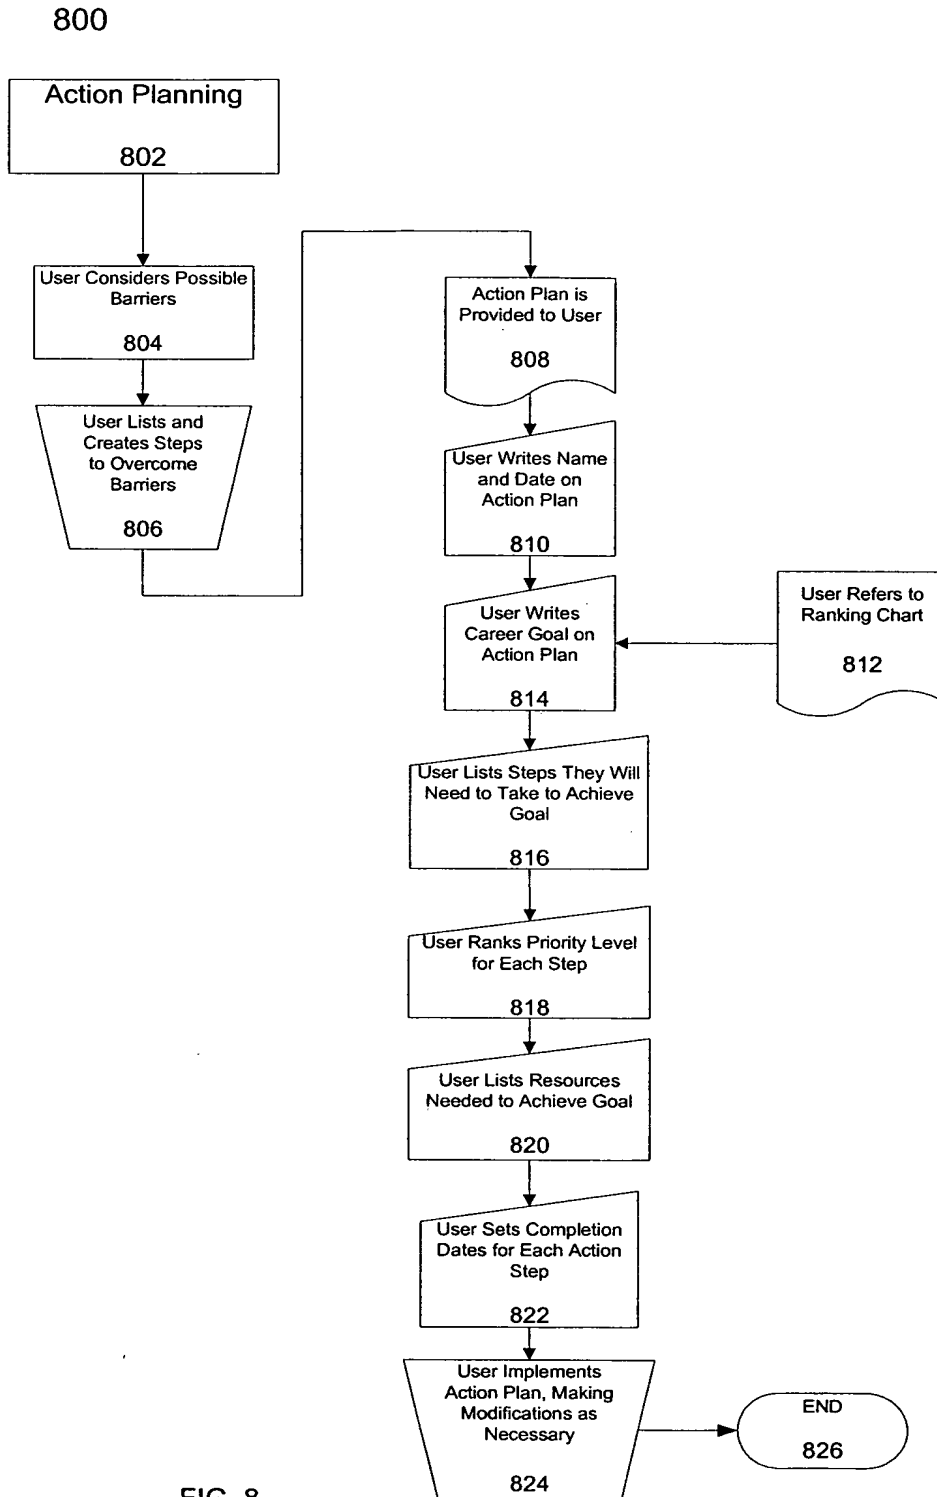 800
Action Planning
802
User Considers Possible
Barriers
804
User Lists and
Creates Steps
to Overcome
Barriers
806
Action Plan is
Provided to User
808
User Writes Name
and Date on
Action Plan
810
User Refers to
Ranking Chart
812
User Writes
Career Goal on
Action Plan
814
User Lists Steps They Will
Need to Take to Achieve
Goal
816
User Ranks Priority Level
for Each Step
818
User Lists Resources
Needed to Achieve Goal
820
User Sets Completion
Dates for Each Action
Step
822
User Implements
Action Plan, Making
Modifications as
Necessary
824
END
826
FIG. 8